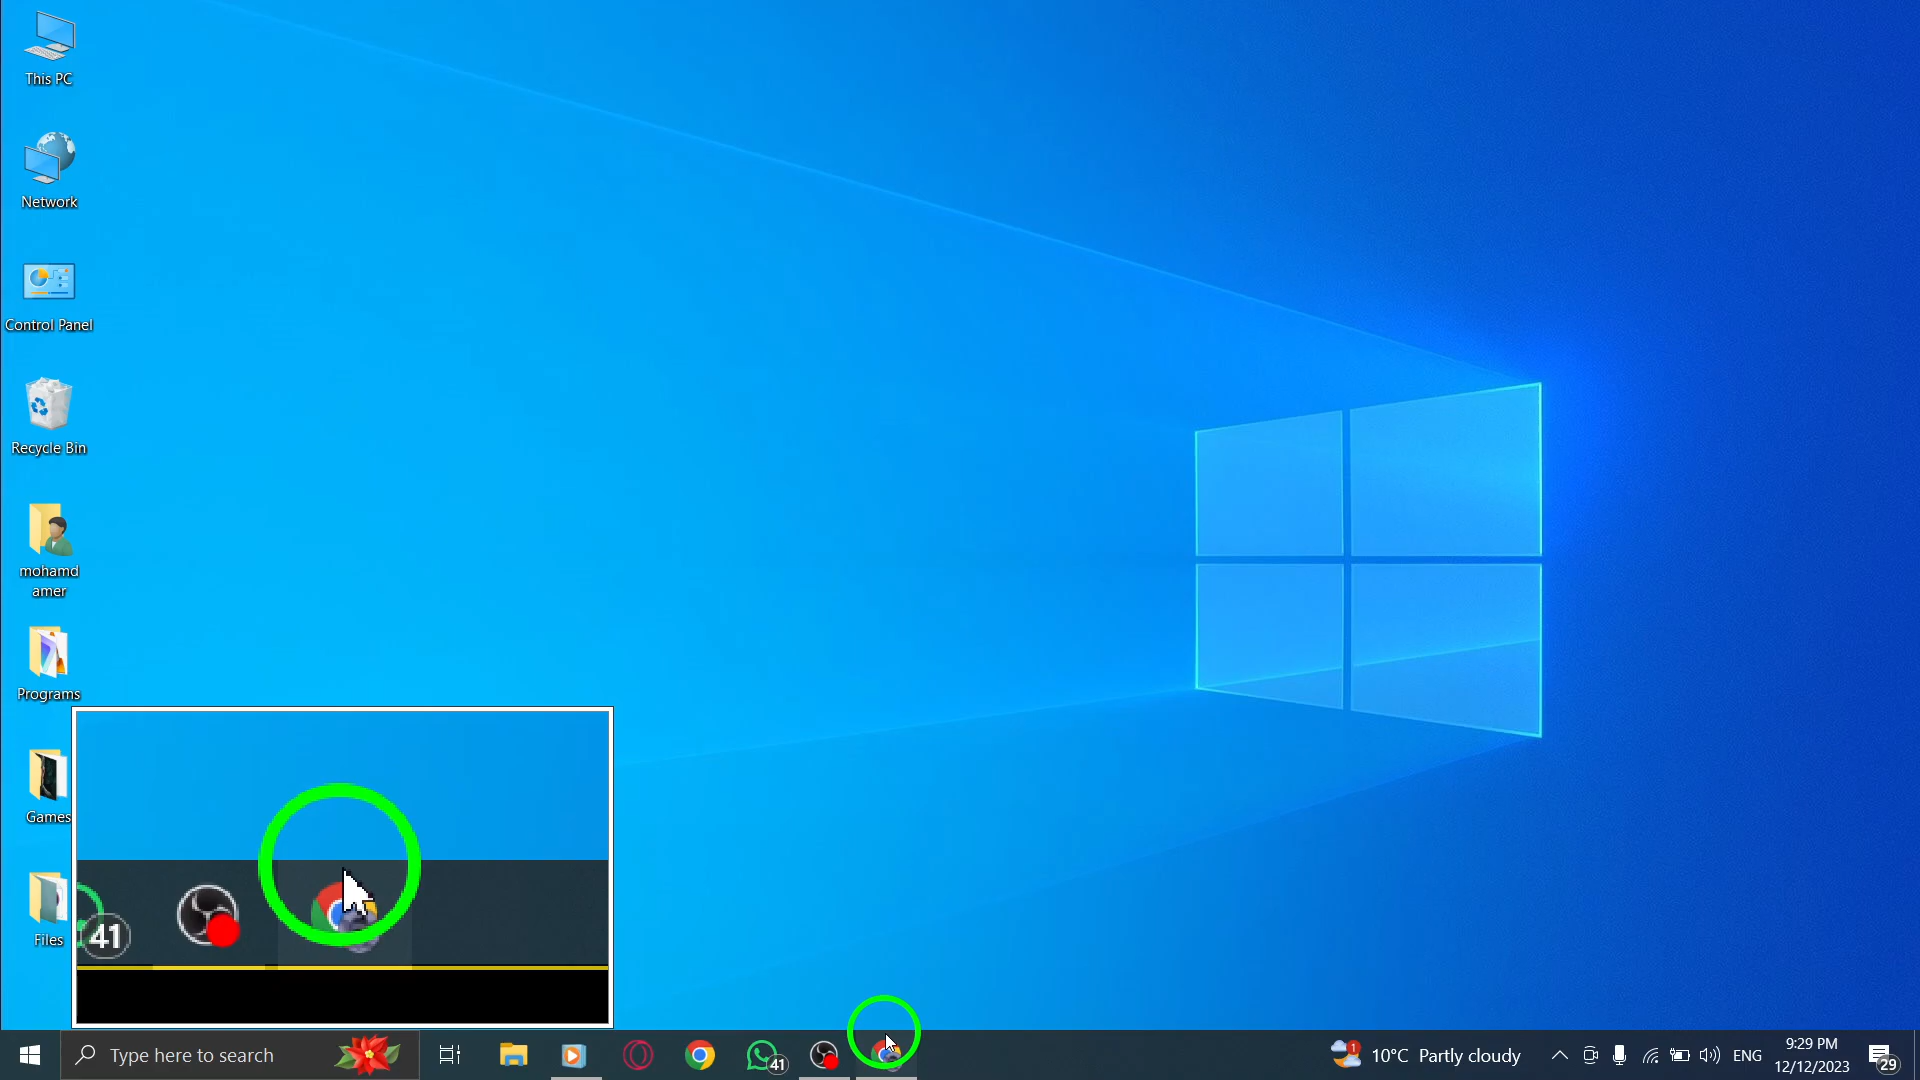 This PC
Network
Control Panel
Recycle Bin
mohamd
amer
Programs
Games
Files
41
Type here to search
41
1
10°C Partly cloudy
ENG
9:29 PM
12/12/2023
29